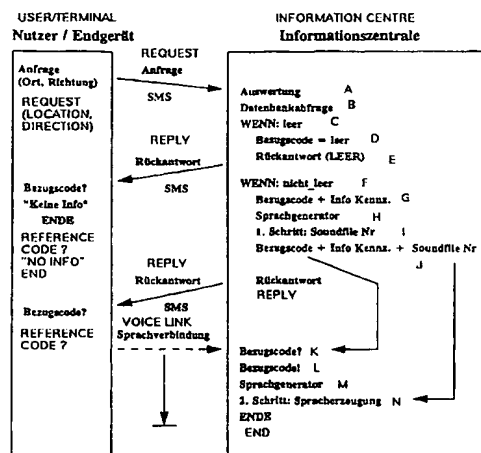 USER/TERMINAL
Nutzer / Endgerät
INFORMATION CENTRE
Informationszentrale
REQUEST
Anfrage
SMS
Anfrage
(Ort, Richtung)
REQUEST
(LOCATION,
DIRECTION)
Auswertung A
Datenbankabfrage B
WENN: leer C
Bezugscode = leer D
Rückantwort (LEER) E
REPLY
Rückantwort
SMS
Bezugscode?
"Keine Info"
ENDE
REFERENCE
CODE ?
"NO INFO"
END
WENN: nicht_leer F
Bezugscode + Info Kennz. G
Sprachgenerator H
1. Schritt: Soundfile Nr I
Bezugscode + Info Kennz. + Soundfile Nr
J
REPLY
Rückantwort
SMS
Rückantwort
REPLY
Bezugscode?
REFERENCE
CODE ?
VOICE LINK
Sprachverbindung
Bezugscode? K
Bezugscode! L
Sprachgenerator M
2. Schritt: Spracherzeugung N
ENDE
END